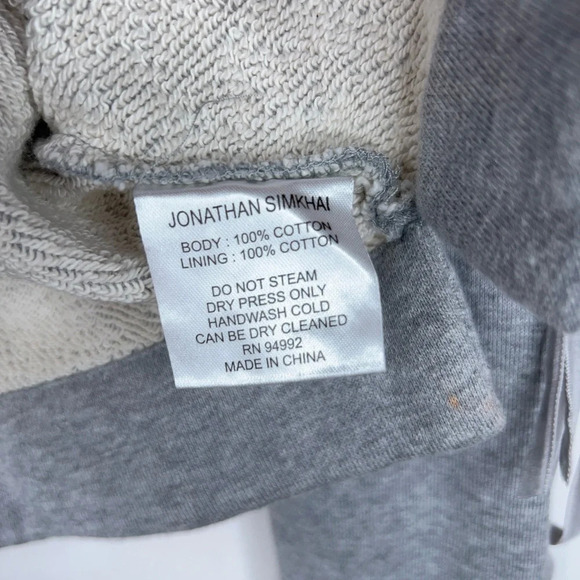 JONATHAN SIMKHAI
BODY : 100% COTTON
LINING : 100% COTTON
DO NOT STEAM
DRY PRESS ONLY
HANDWASH COLD
CAN BE DRY CLEANED
RN 94992
MADE IN CHINA